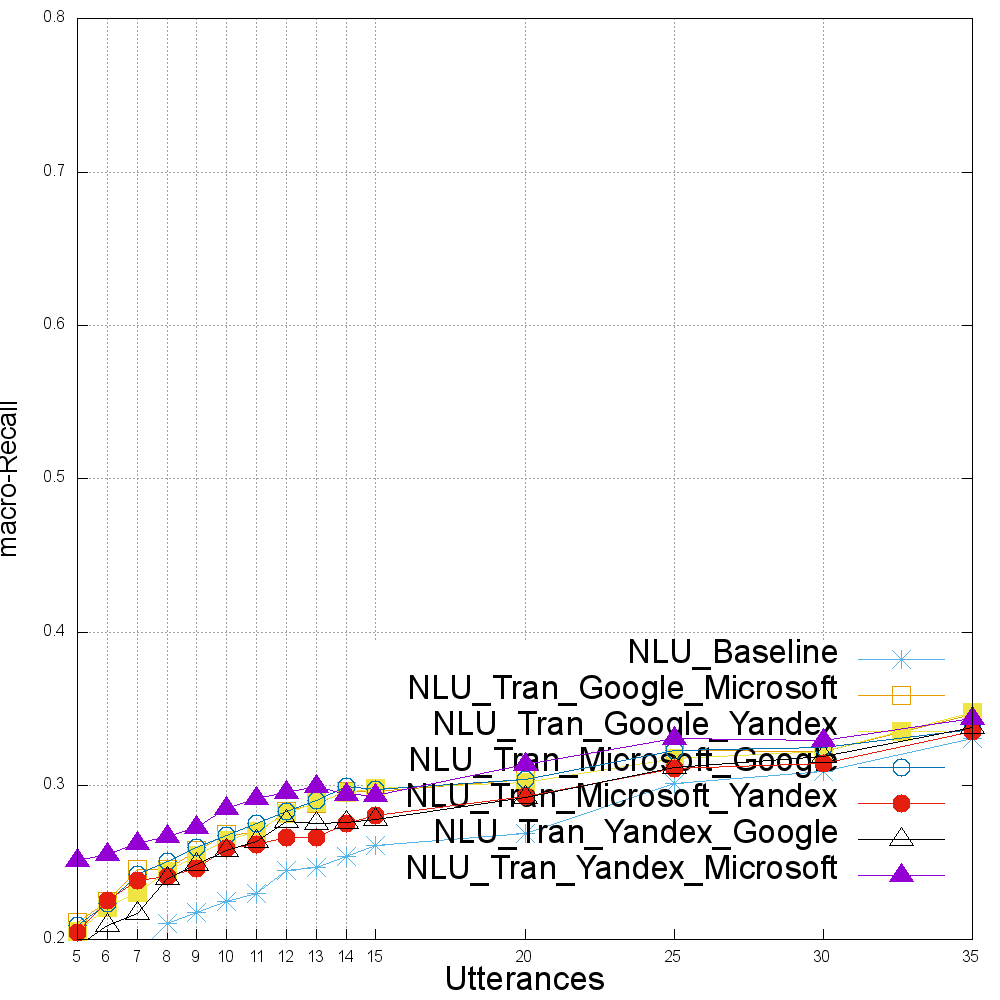 0.8
0.7
0.6
0.5
0.4
0.3
0.2
macro-Recall
NLU_Baseline
NLU_Tran_Google_Microsoft
NLU_Tran_Google_Yandex
NLU_Tran_Microsoft_Google
NLU_Tran_Microsoft_Yandex
NLU_Tran_Yandex_Google
NLU_Tran_Yandex_Microsoft
5 6 7 8 9 10 11 12 13 14 15 20 25 30 35
Utterances